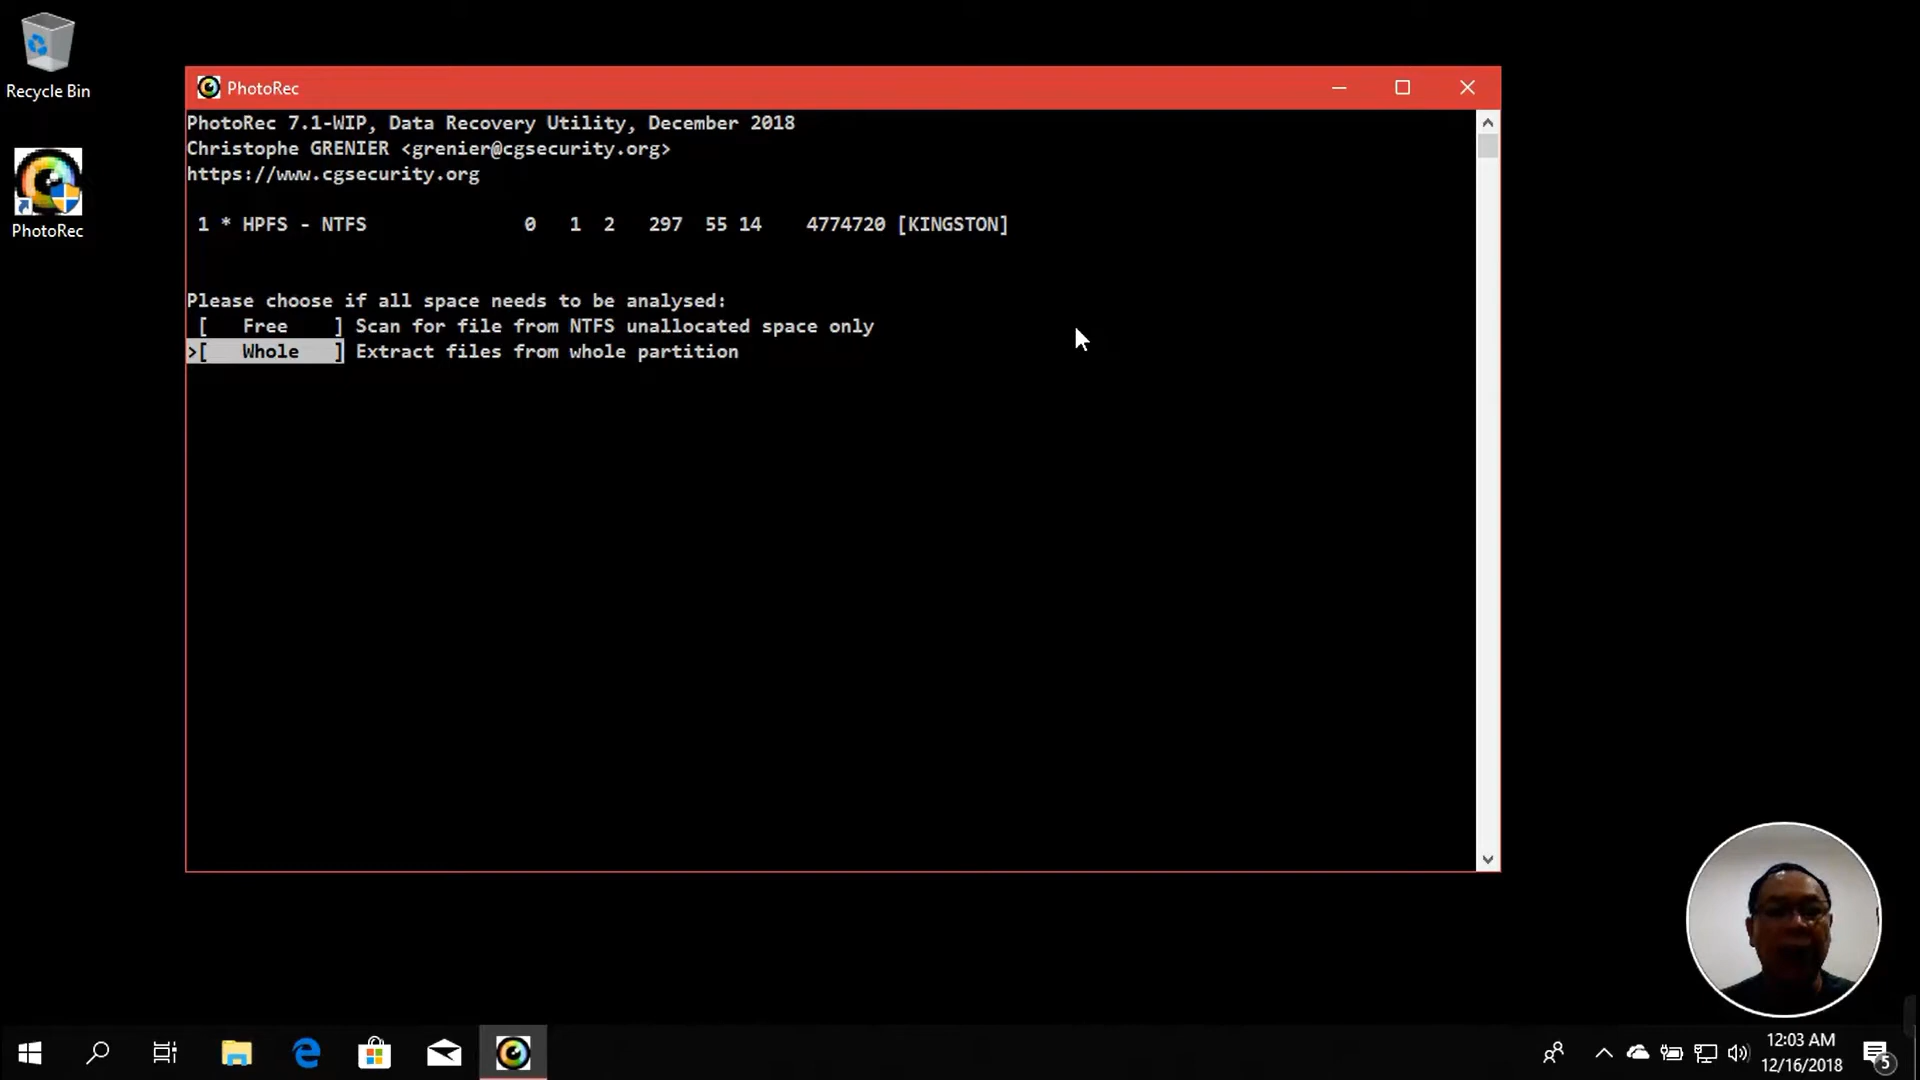 Recycle Bin
PhotoRec
PhotoRec
PhotoRec 7.1-WIP, Data Recovery Utility, December 2018
Christophe GRENIER <grenier@cgsecurity.org>
https://www.cgsecurity.org
1 * HPFS - NTFS 0 1 2 297 55 14 4774720 [KINGSTON]
Please choose if all space needs to be analysed:
[ Free ] Scan for file from NTFS unallocated space only
>[ Whole ] Extract files from whole partition
12:03 AM
12/16/2018
5